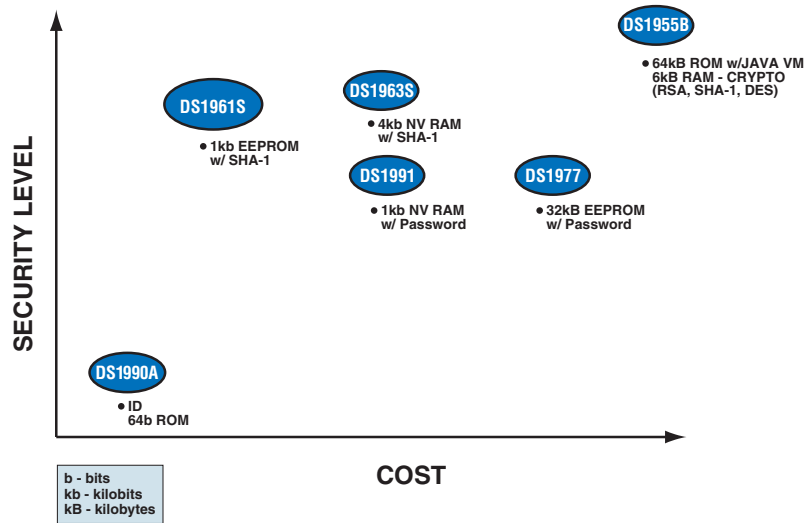 DS1955B
• 64kB ROM w/JAVA VM
6kB RAM - CRYPTO
(RSA, SHA-1, DES)
DS1961S
• 1kb EEPROM
w/ SHA-1
DS1963S
• 4kb NV RAM
w/ SHA-1
DS1991
• 1kb NV RAM
w/ Password
DS1977
• 32kB EEPROM
w/ Password
SECURITY LEVEL
DS1990A
• ID
64b ROM
COST
b - bits
kb - kilobits
kB - kilobytes